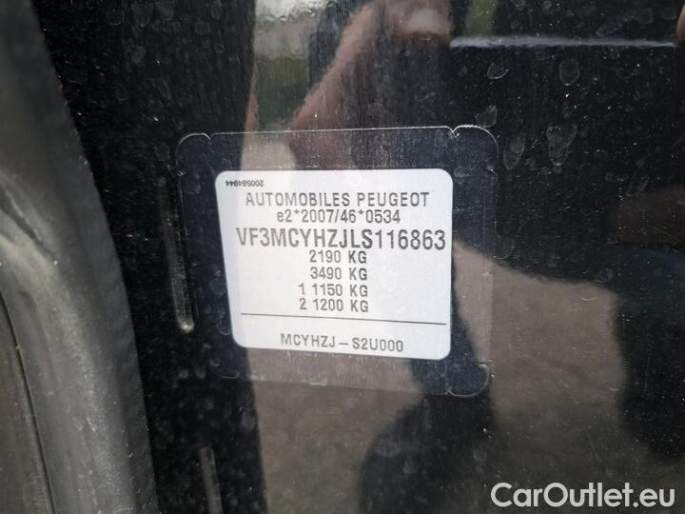 200584944
AUTOMOBILES PEUGEOT
e2*2007/46*0534
VF3MCYHZJLS116863
2190 KG
3490 KG
1 1150 KG
2 1200 KG
MCYHZJ - S2U000
CarOutlet.eu